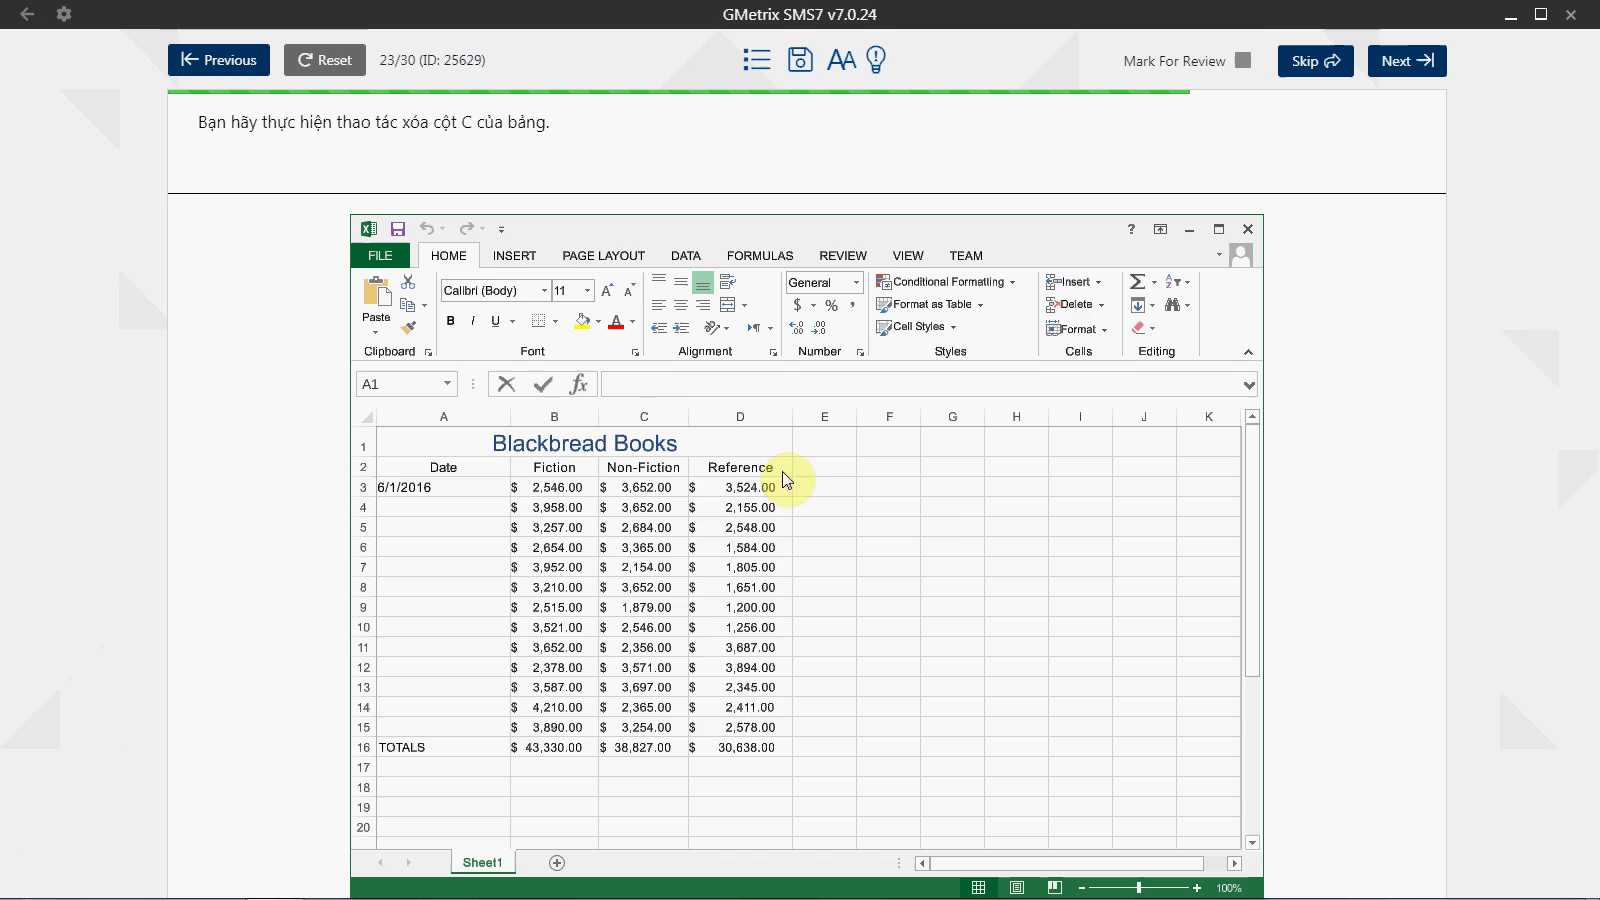 GMetrix SMS7 v7.0.24
Previous Reset 23/30 (ID: 25629) Mark For Review Skip Next
Bạn hãy thực hiện thao tác xóa cột C của bảng.
FILE HOME INSERT PAGE LAYOUT DATA FORMULAS REVIEW VIEW TEAM
Paste Calibri (Body) 11 A A General Conditional Formatting Insert
$ % , Format as Table Delete
B I U A Cell Styles Format
Clipboard Font Alignment Number Styles Cells Editing
A1 fx
A B C D E F G H I J K
1 Blackbread Books
2 Date Fiction Non-Fiction Reference
3 6/1/2016 $ 2,546.00 $ 3,652.00 $ 3,524.00
4 $ 3,958.00 $ 3,652.00 $ 2,155.00
5 $ 3,257.00 $ 2,684.00 $ 2,548.00
6 $ 2,654.00 $ 3,365.00 $ 1,584.00
7 $ 3,952.00 $ 2,154.00 $ 1,805.00
8 $ 3,210.00 $ 3,652.00 $ 1,651.00
9 $ 2,515.00 $ 1,879.00 $ 1,200.00
10 $ 3,521.00 $ 2,546.00 $ 1,256.00
11 $ 3,652.00 $ 2,356.00 $ 3,687.00
12 $ 2,378.00 $ 3,571.00 $ 3,894.00
13 $ 3,587.00 $ 3,697.00 $ 2,345.00
14 $ 4,210.00 $ 2,365.00 $ 2,411.00
15 $ 3,890.00 $ 3,254.00 $ 2,578.00
16 TOTALS $ 43,330.00 $ 38,827.00 $ 30,638.00
17
18
19
20
Sheet1
100%